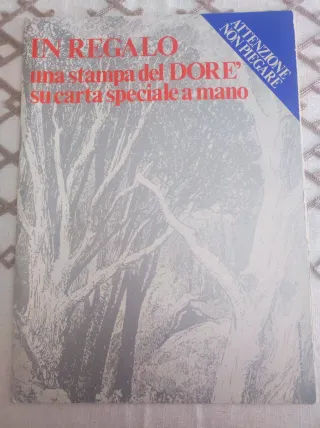 IN REGALO
una stampa del DORE'
su carta speciale a mano
ATTENZIONE
NON PIEGARE